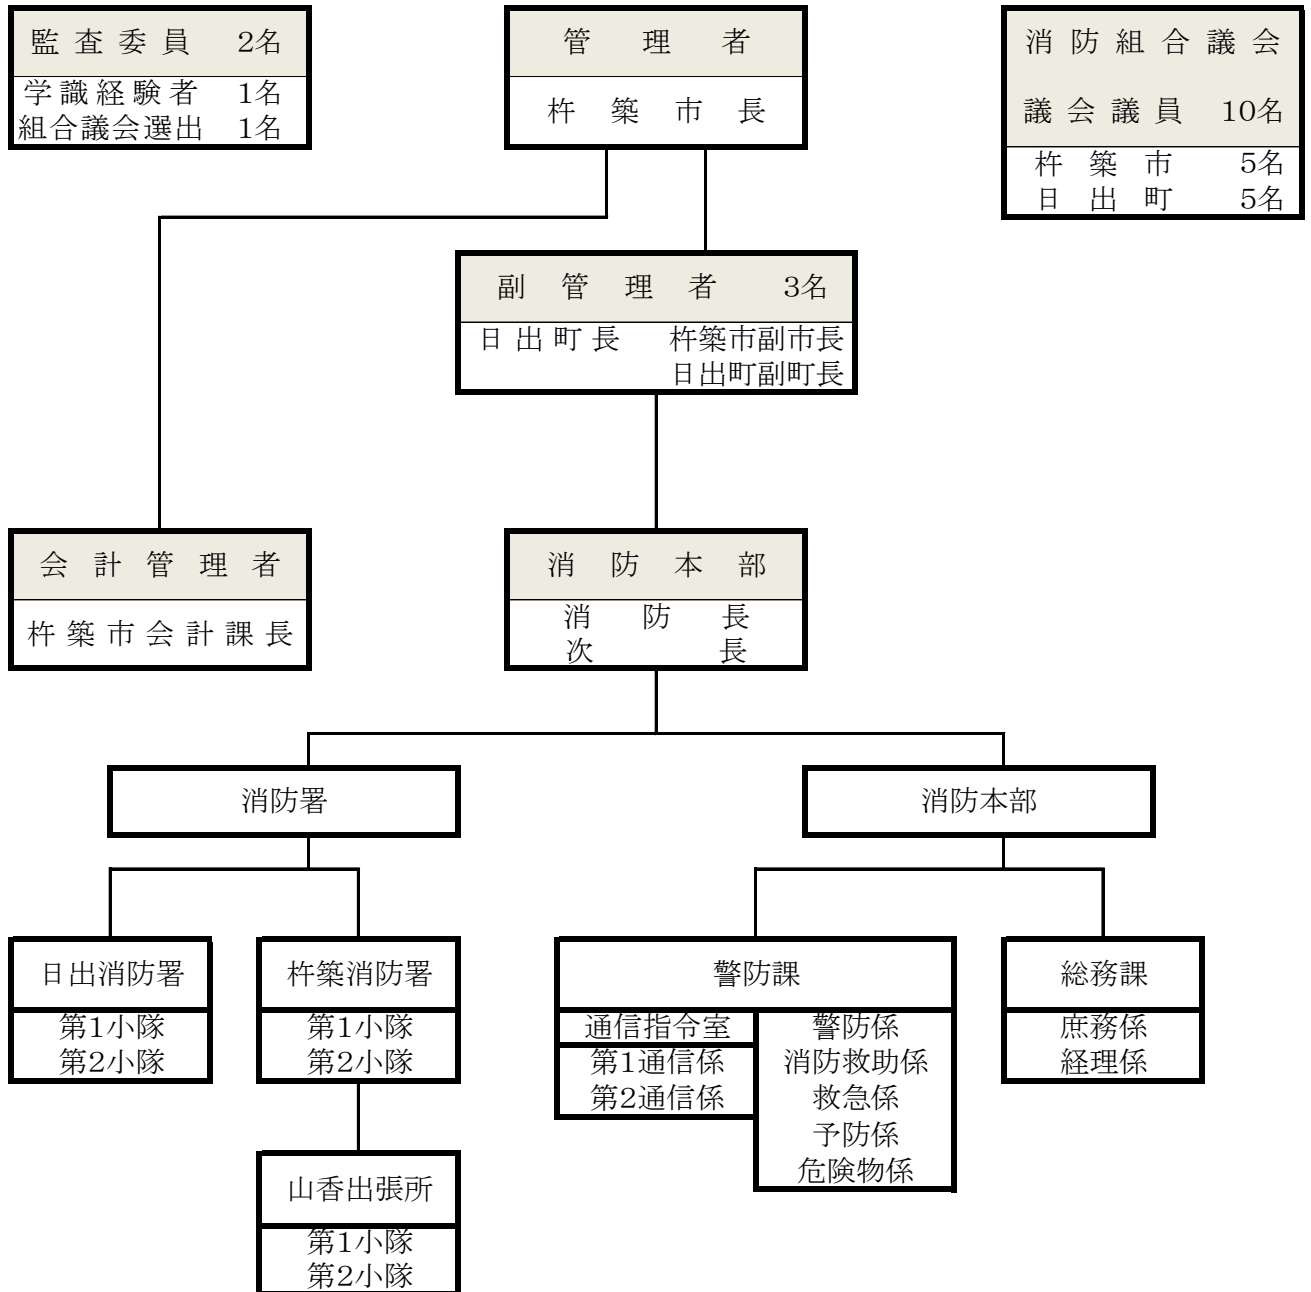 監査委員 2名
学識経験者 1名
組合議会選出 1名
管理者
杵築市長
消防組合議会
議会議員 10名
杵築市 5名
日出町 5名
副管理者 3名
日出町長 杵築市副市長
日出町副町長
会計管理者
杵築市会計課長
消防本部
消防長
次長
消防署
消防本部
日出消防署
第1小隊
第2小隊
杵築消防署
第1小隊
第2小隊
山香出張所
第1小隊
第2小隊
警防課
通信指令室
第1通信係
第2通信係
警防係
消防救助係
救急係
予防係
危険物係
総務課
庶務係
経理係